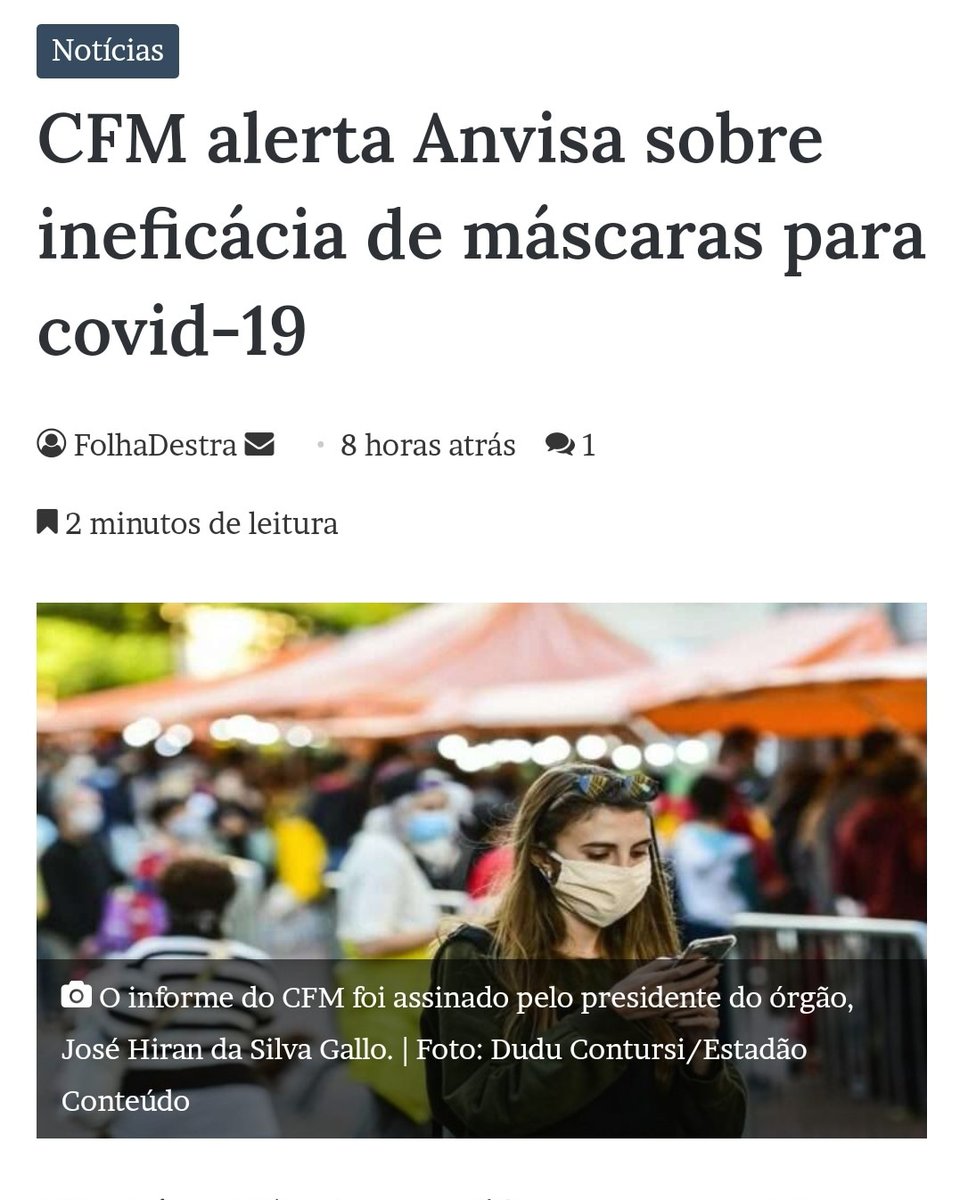 Notícias
CFM alerta Anvisa sobre
ineficácia de máscaras para
covid-19
FolhaDestra
8 horas atrás
1
2 minutos de leitura
O informe do CFM foi assinado pelo presidente do órgão,
José Hiran da Silva Gallo. | Foto: Dudu Contursi/Estadão
Conteúdo